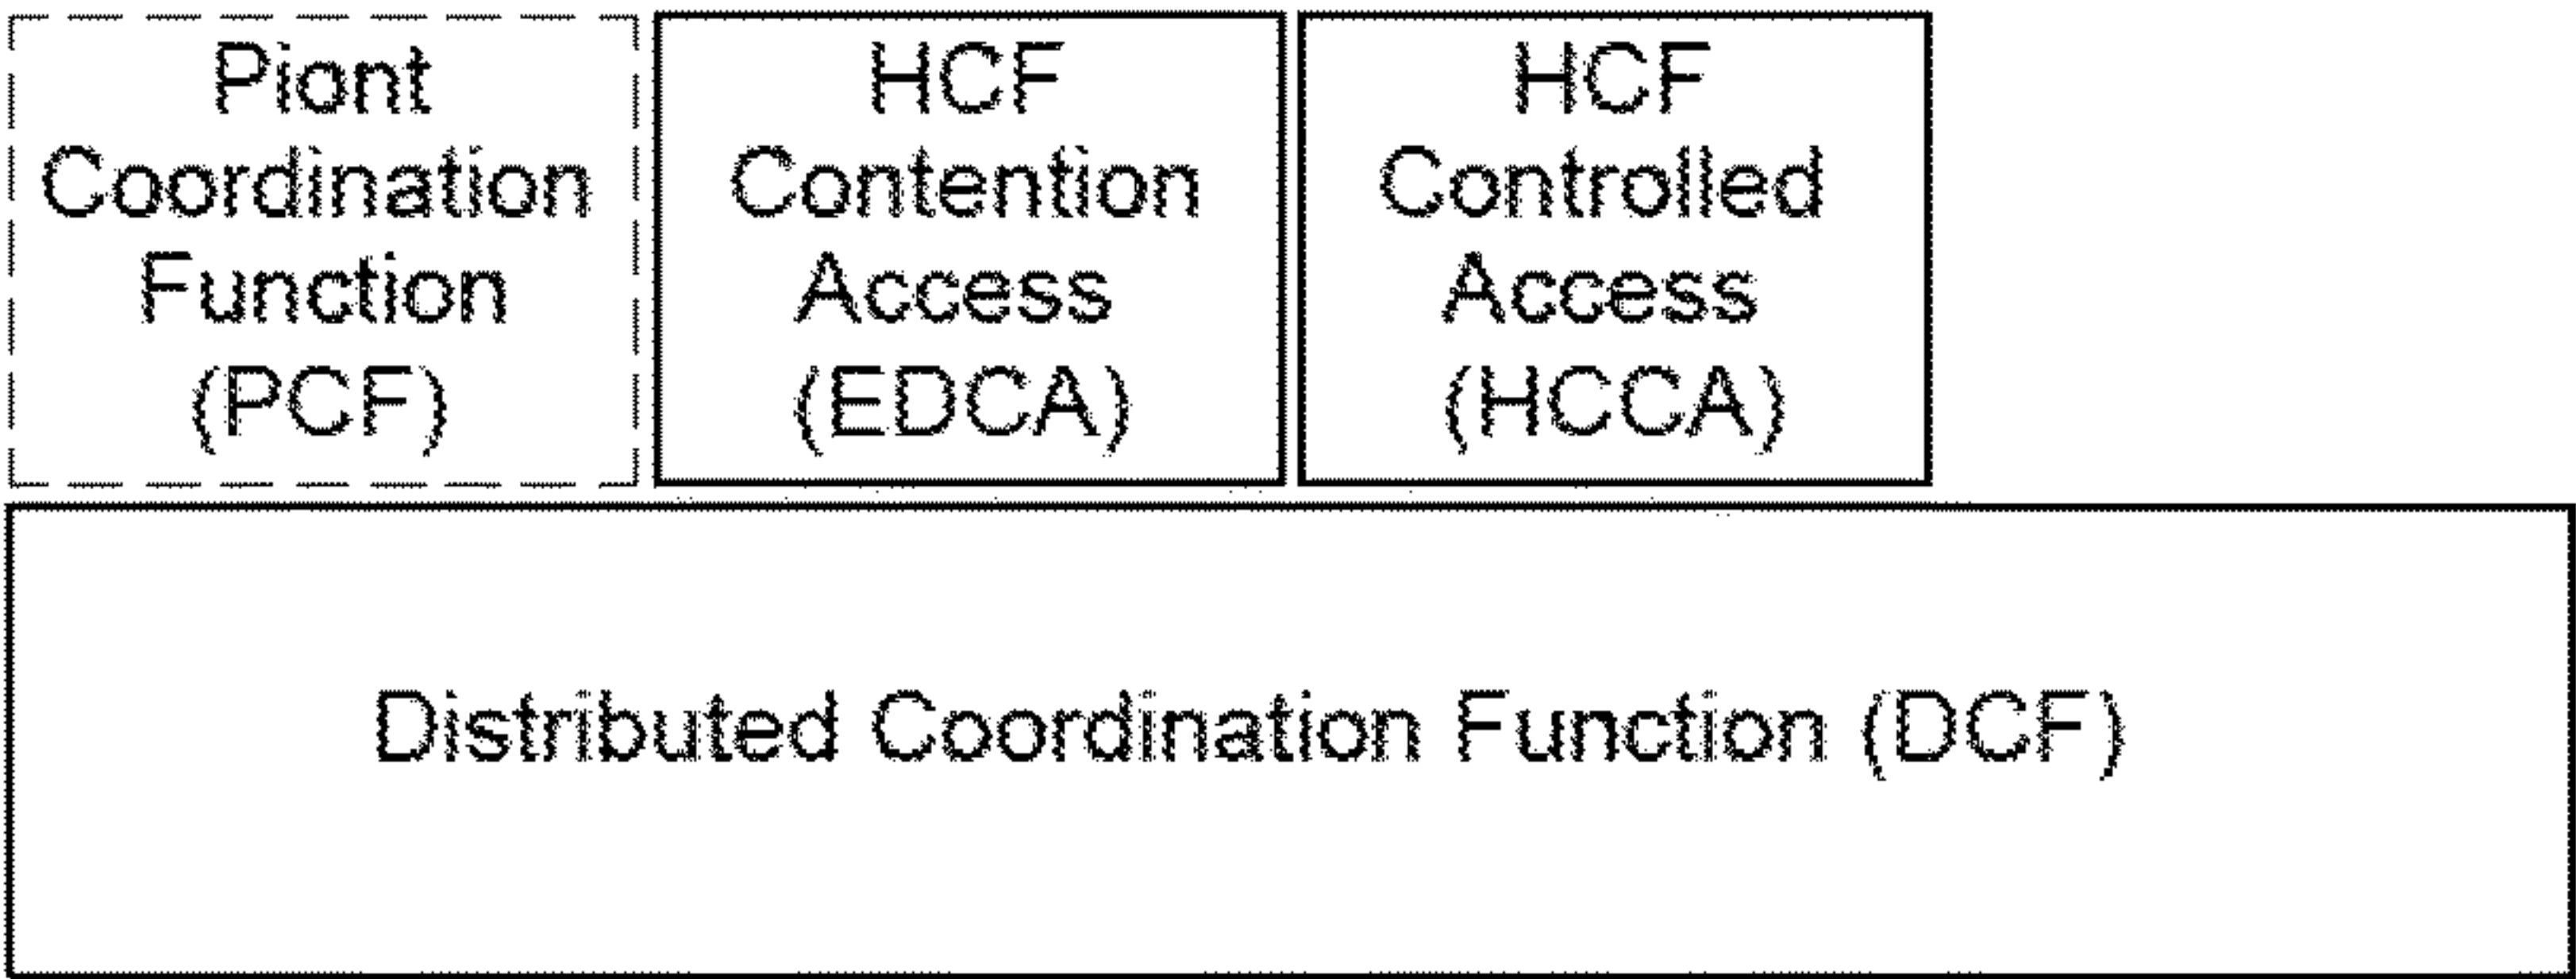 Piont
Coordination
Function
(PCF)
HCF
Contention
Access
(EDCA)
HCF
Controlled
Access
(HCCA)
Distributed Coordination Function (DCF)